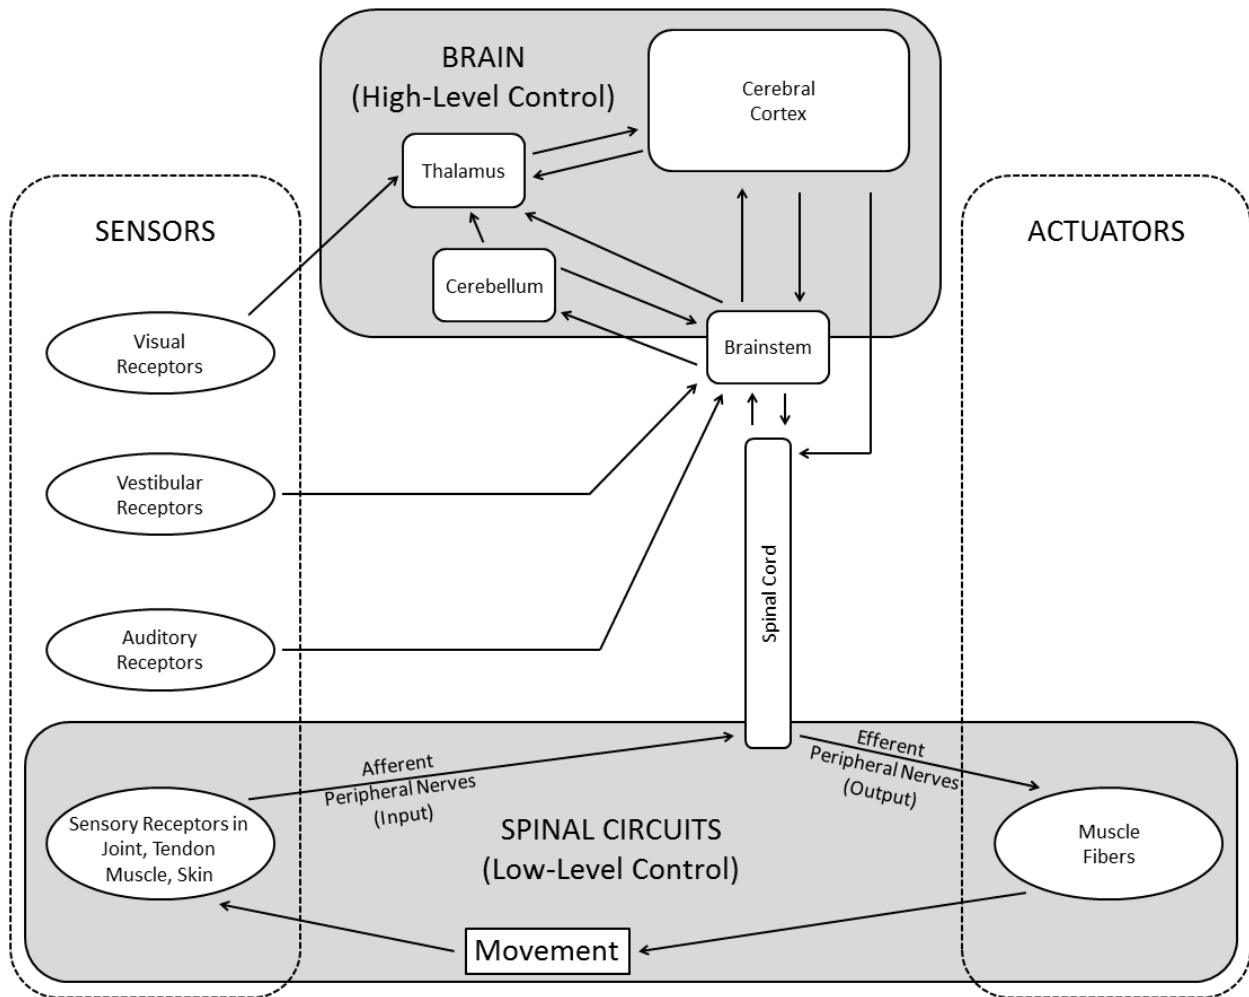 BRAIN
(High-Level Control)
Cerebral
Cortex
Thalamus
Cerebellum
Brainstem
SENSORS
ACTUATORS
Visual
Receptors
Vestibular
Receptors
Auditory
Receptors
Spinal Cord
Afferent
Peripheral Nerves
(Input)
Efferent
Peripheral Nerves
(Output)
Sensory Receptors in
Joint, Tendon
Muscle, Skin
SPINAL CIRCUITS
(Low-Level Control)
Muscle
Fibers
Movement